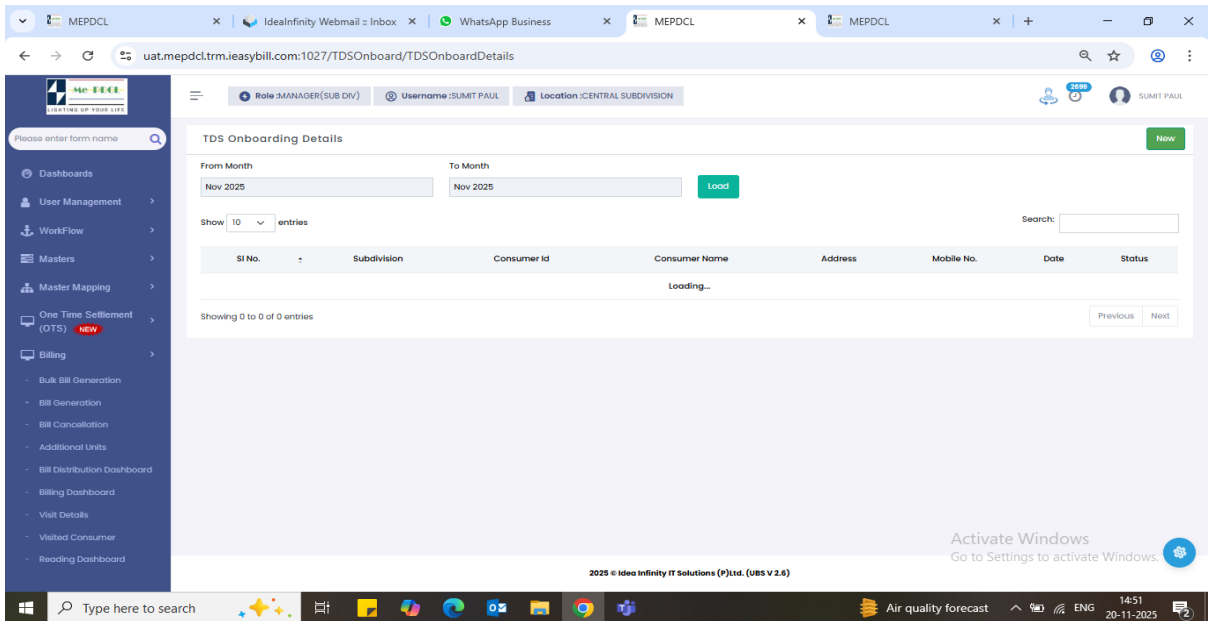 MEPDCL
IdeaInfinity Webmail :: Inbox
WhatsApp Business
MEPDCL
MEPDCL
uat.mepdcl.trm.ieasybill.com:1027/TDSOnboard/TDSOnboardDetails
Me PDCL
LIGHTING UP YOUR LIFE
Role :MANAGER(SUB DIV)
Username :SUMIT PAUL
Location :CENTRAL SUBDIVISION
2699
SUMIT PAUL
Please enter form name
Dashboards
User Management
WorkFlow
Masters
Master Mapping
One Time Settlement
(OTS) NEW
Billing
Bulk Bill Generation
Bill Generation
Bill Cancellation
Additional Units
Bill Distribution Dashboard
Billing Dashboard
Visit Details
Visited Consumer
Reading Dashboard
TDS Onboarding Details
New
From Month
To Month
Nov 2025
Nov 2025
Load
Show 10 entries
Search:
Sl No. Subdivision Consumer Id Consumer Name Address Mobile No. Date Status
Loading...
Showing 0 to 0 of 0 entries
Previous Next
Activate Windows
Go to Settings to activate Windows.
2025 © Idea Infinity IT Solutions (P)Ltd. (UBS V 2.6)
Type here to search
Air quality forecast
ENG
14:51
20-11-2025
2